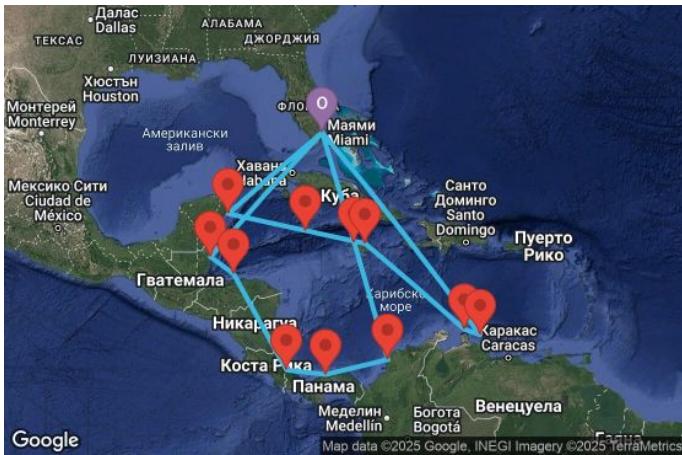 Далас
Dallas
АЛАБАМА
ТЕКСАС
ДЖОРДЖИЯ
ЛУИЗИАНА
Хюстън
Houston
ФЛО
О
Монтерей
Monterrey
Американски
залив
Маями
Miami
Хавана
Habana
Мексико Сити
Ciudad de
México
Куба
Санто
Доминго
Santo
Domingo
Пуерто
Рико
Гватемала
Карибско
море
Никарагуа
Каракас
Caracas
Коста Рика
Панама
Меделин
Medellín
Богота
Bogotá
Венецуела
Google
Map data ©2025 Google, INEGI Imagery ©2025 TerraMetrics